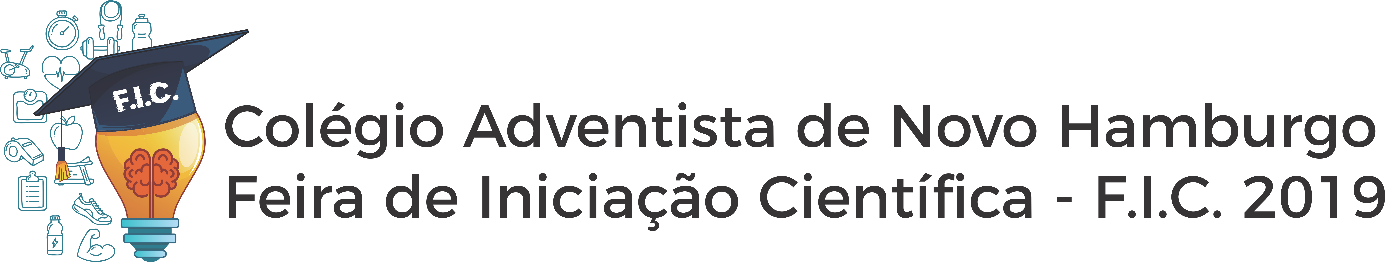 F.I.C.
Colégio Adventista de Novo Hamburgo
Feira de Iniciação Científica - F.I.C. 2019